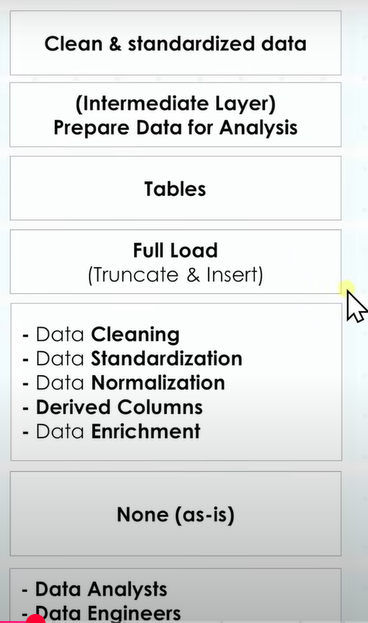 Clean & standardized data
(Intermediate Layer)
Prepare Data for Analysis
Tables
Full Load
(Truncate & Insert)
- Data Cleaning
- Data Standardization
- Data Normalization
- Derived Columns
- Data Enrichment
None (as-is)
- Data Analysts
- Data Engineers